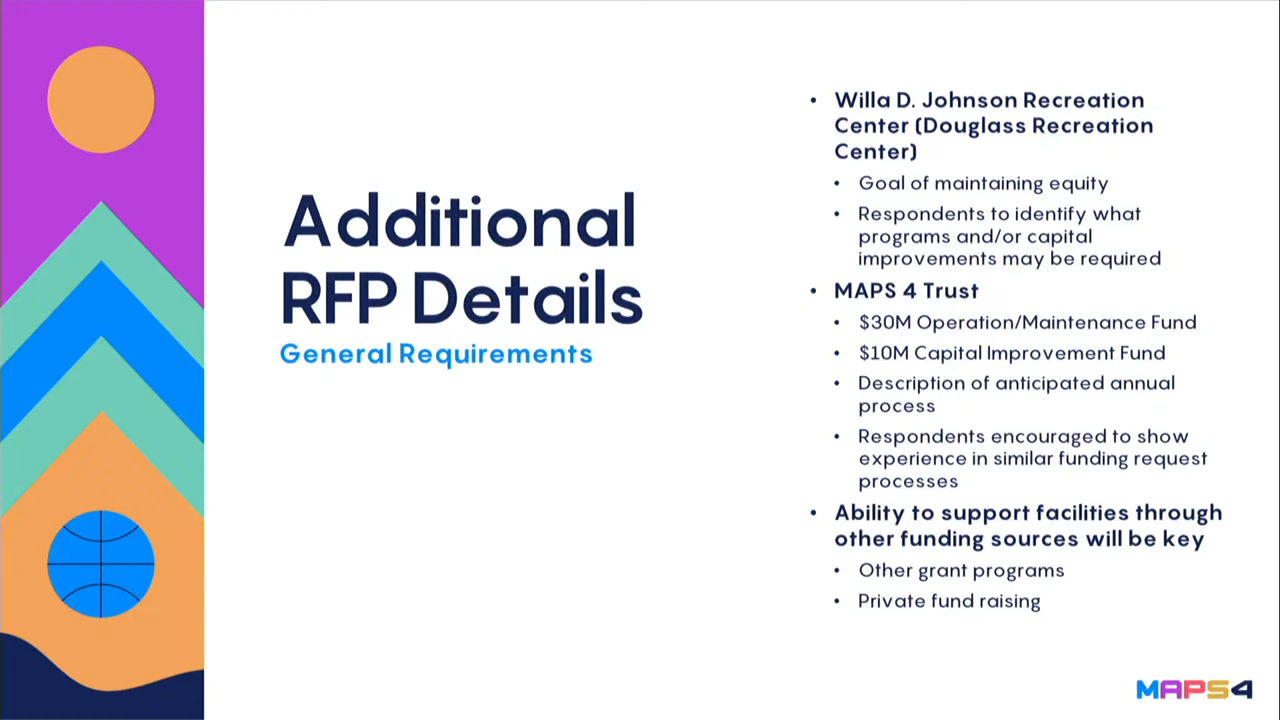 Additional
RFP Details
General Requirements
• Willa D. Johnson Recreation
Center (Douglass Recreation
Center)
• Goal of maintaining equity
• Respondents to identify what
programs and/or capital
improvements may be required
• MAPS 4 Trust
• $30M Operation/Maintenance Fund
• $10M Capital Improvement Fund
• Description of anticipated annual
process
• Respondents encouraged to show
experience in similar funding request
processes
• Ability to support facilities through
other funding sources will be key
• Other grant programs
• Private fund raising
MAPS4